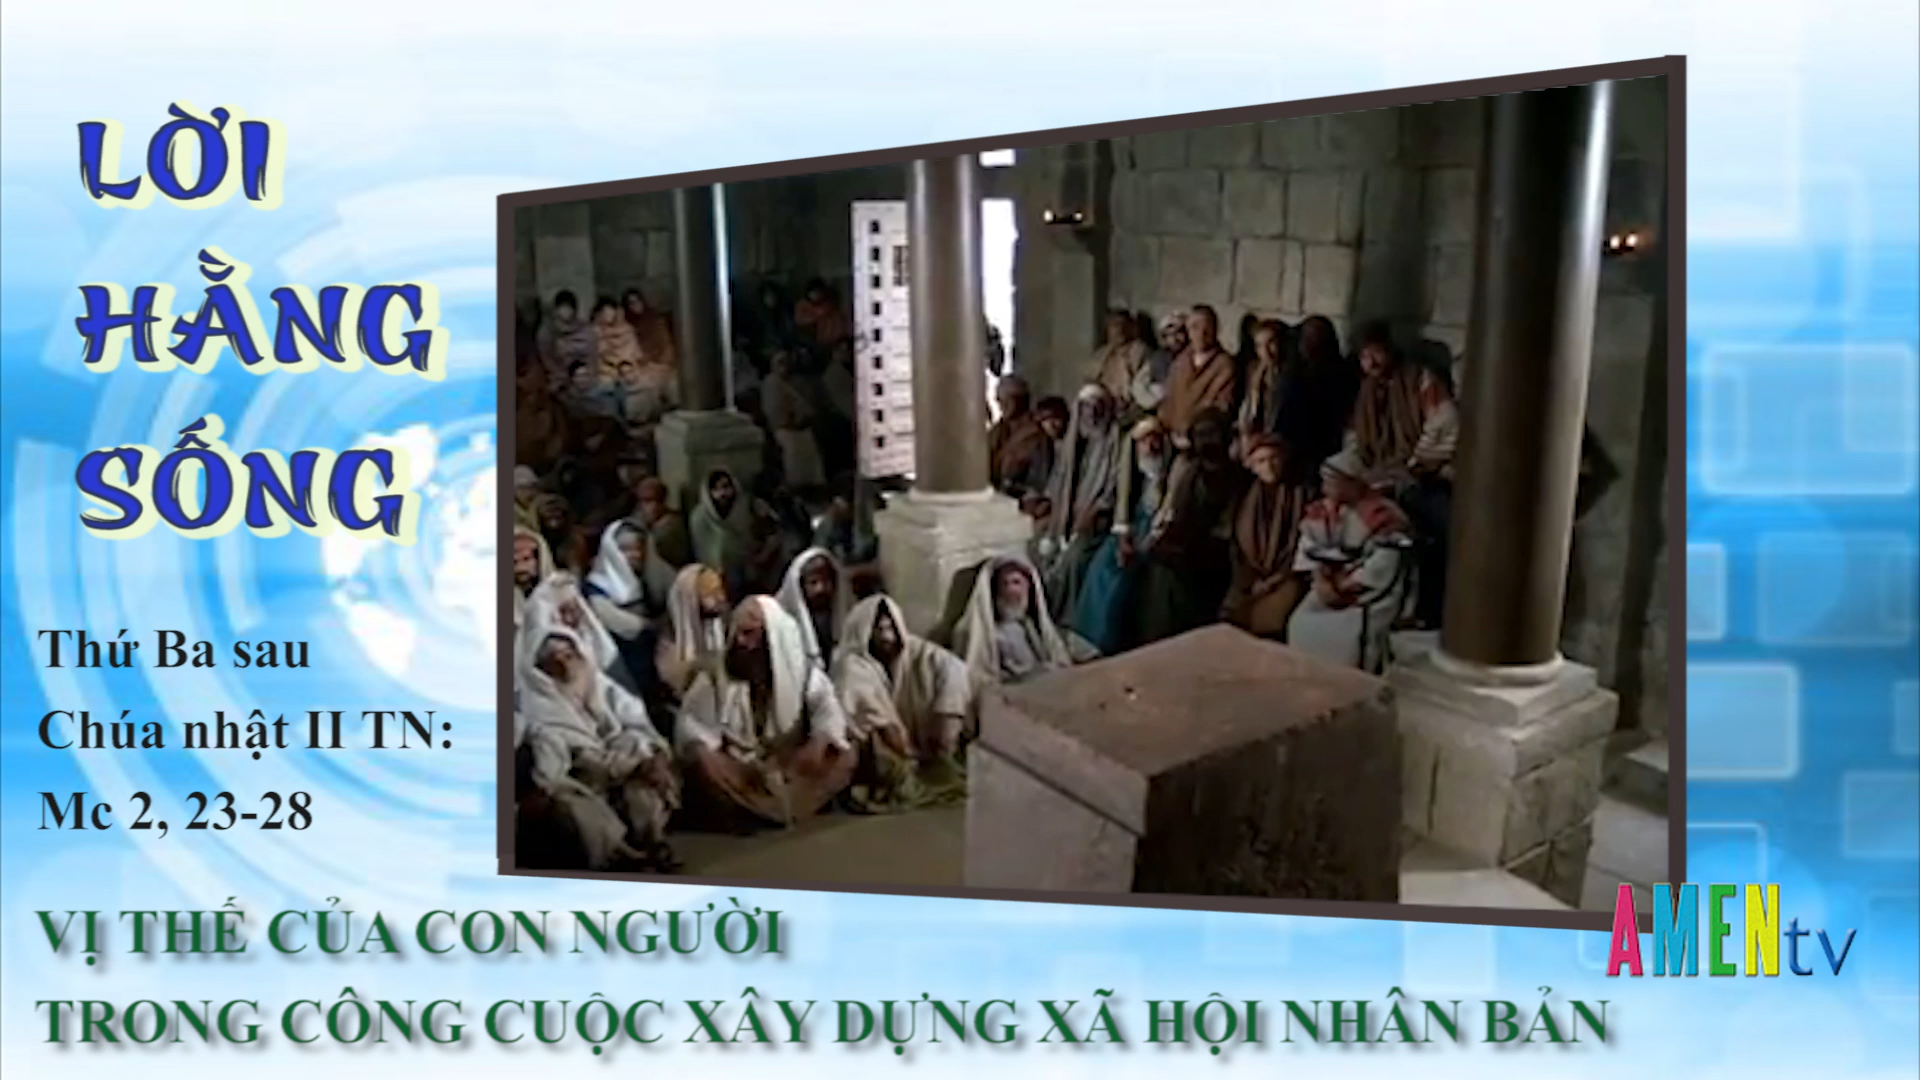 LỜI
HẰNG
SỐNG
Thứ Ba sau
Chúa nhật II TN:
Mc 2, 23-28
VỊ THẾ CỦA CON NGƯỜI
TRONG CÔNG CUỘC XÂY DỰNG XÃ HỘI NHÂN BẢN
AMENtv